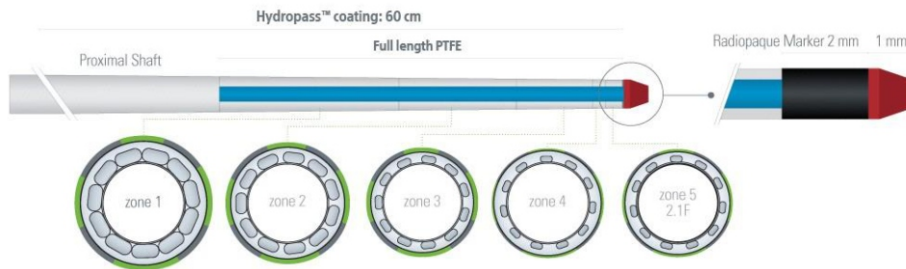 Hydropass™ coating: 60 cm
Full length PTFE
Proximal Shaft
Radiopaque Marker 2 mm
1 mm
zone 1
zone 2
zone 3
zone 4
zone 5
2.1F